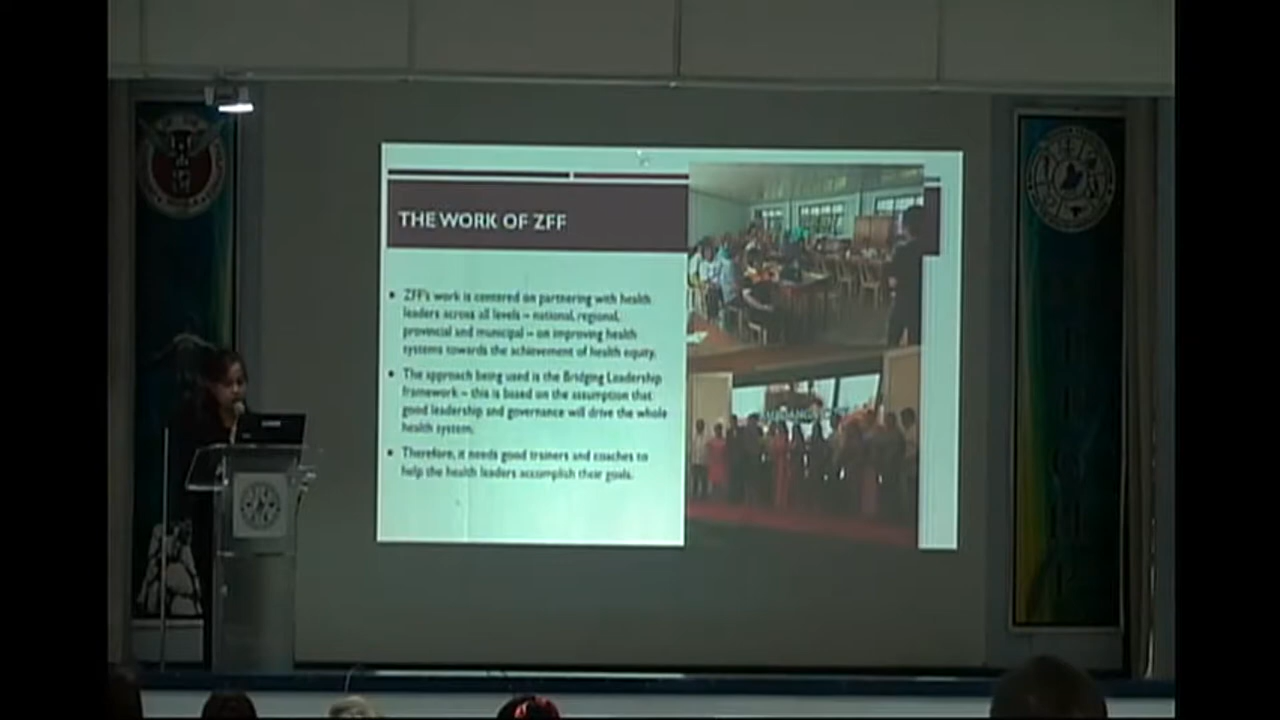 THE WORK OF ZFF
• ZFF's work is centered on partnering with health
leaders across all levels – national, regional,
provincial and municipal – on improving health
systems towards the achievement of health equity.
• The approach being used is the Bridging Leadership
framework – this is based on the assumption that
good leadership and governance will drive the whole
health system.
• Therefore, it needs good trainers and coaches to
help the health leaders accomplish their goals.